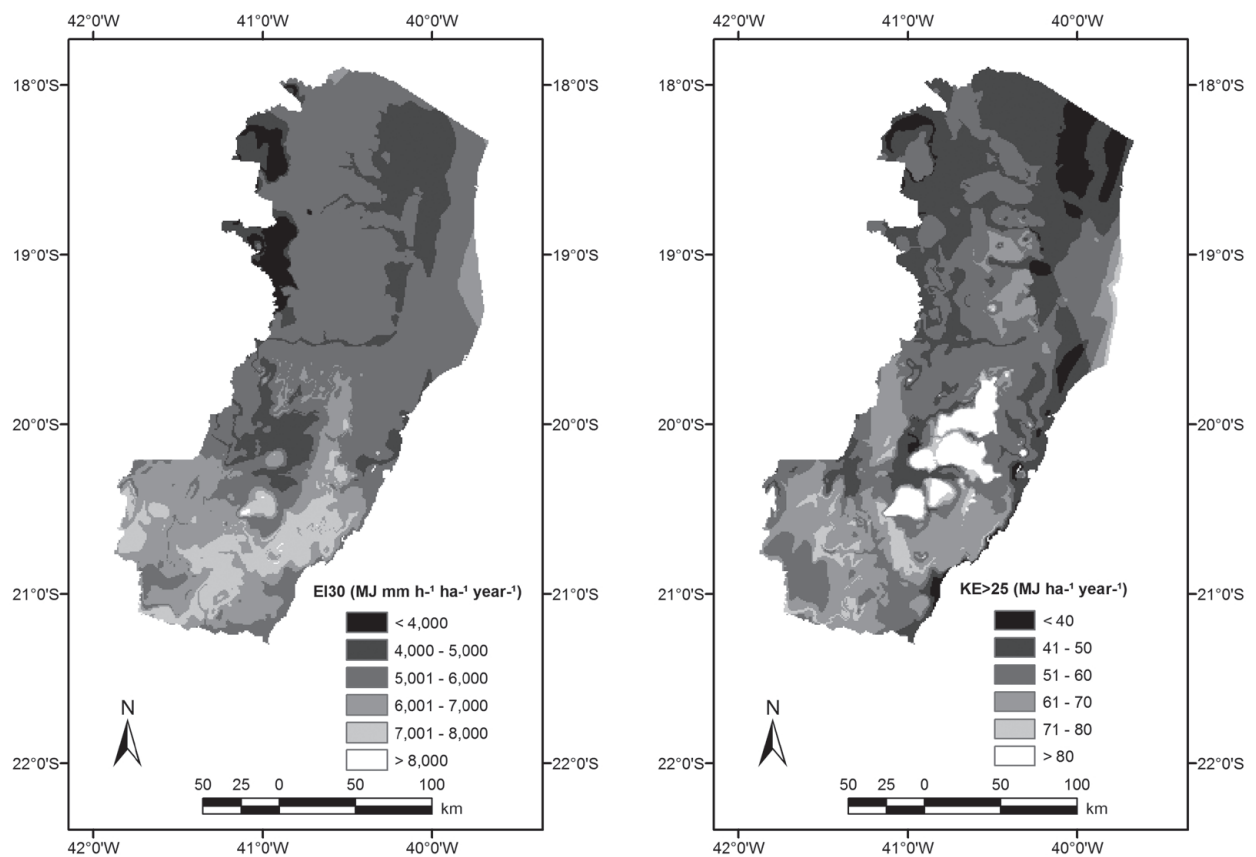 42°0'W 41°0'W 40°0'W
18°0'S 18°0'S
19°0'S 19°0'S
20°0'S 20°0'S
21°0'S 21°0'S
22°0'S 22°0'S
EI30 (MJ mm h-¹ ha-¹ year-¹)
< 4,000
4,000 - 5,000
5,001 - 6,000
6,001 - 7,000
7,001 - 8,000
> 8,000
N
50 25 0 50 100
km
42°0'W 41°0'W 40°0'W
42°0'W 41°0'W 40°0'W
18°0'S 18°0'S
19°0'S 19°0'S
20°0'S 20°0'S
21°0'S 21°0'S
22°0'S 22°0'S
KE>25 (MJ ha-¹ year-¹)
< 40
41 - 50
51 - 60
61 - 70
71 - 80
> 80
N
50 25 0 50 100
km
42°0'W 41°0'W 40°0'W